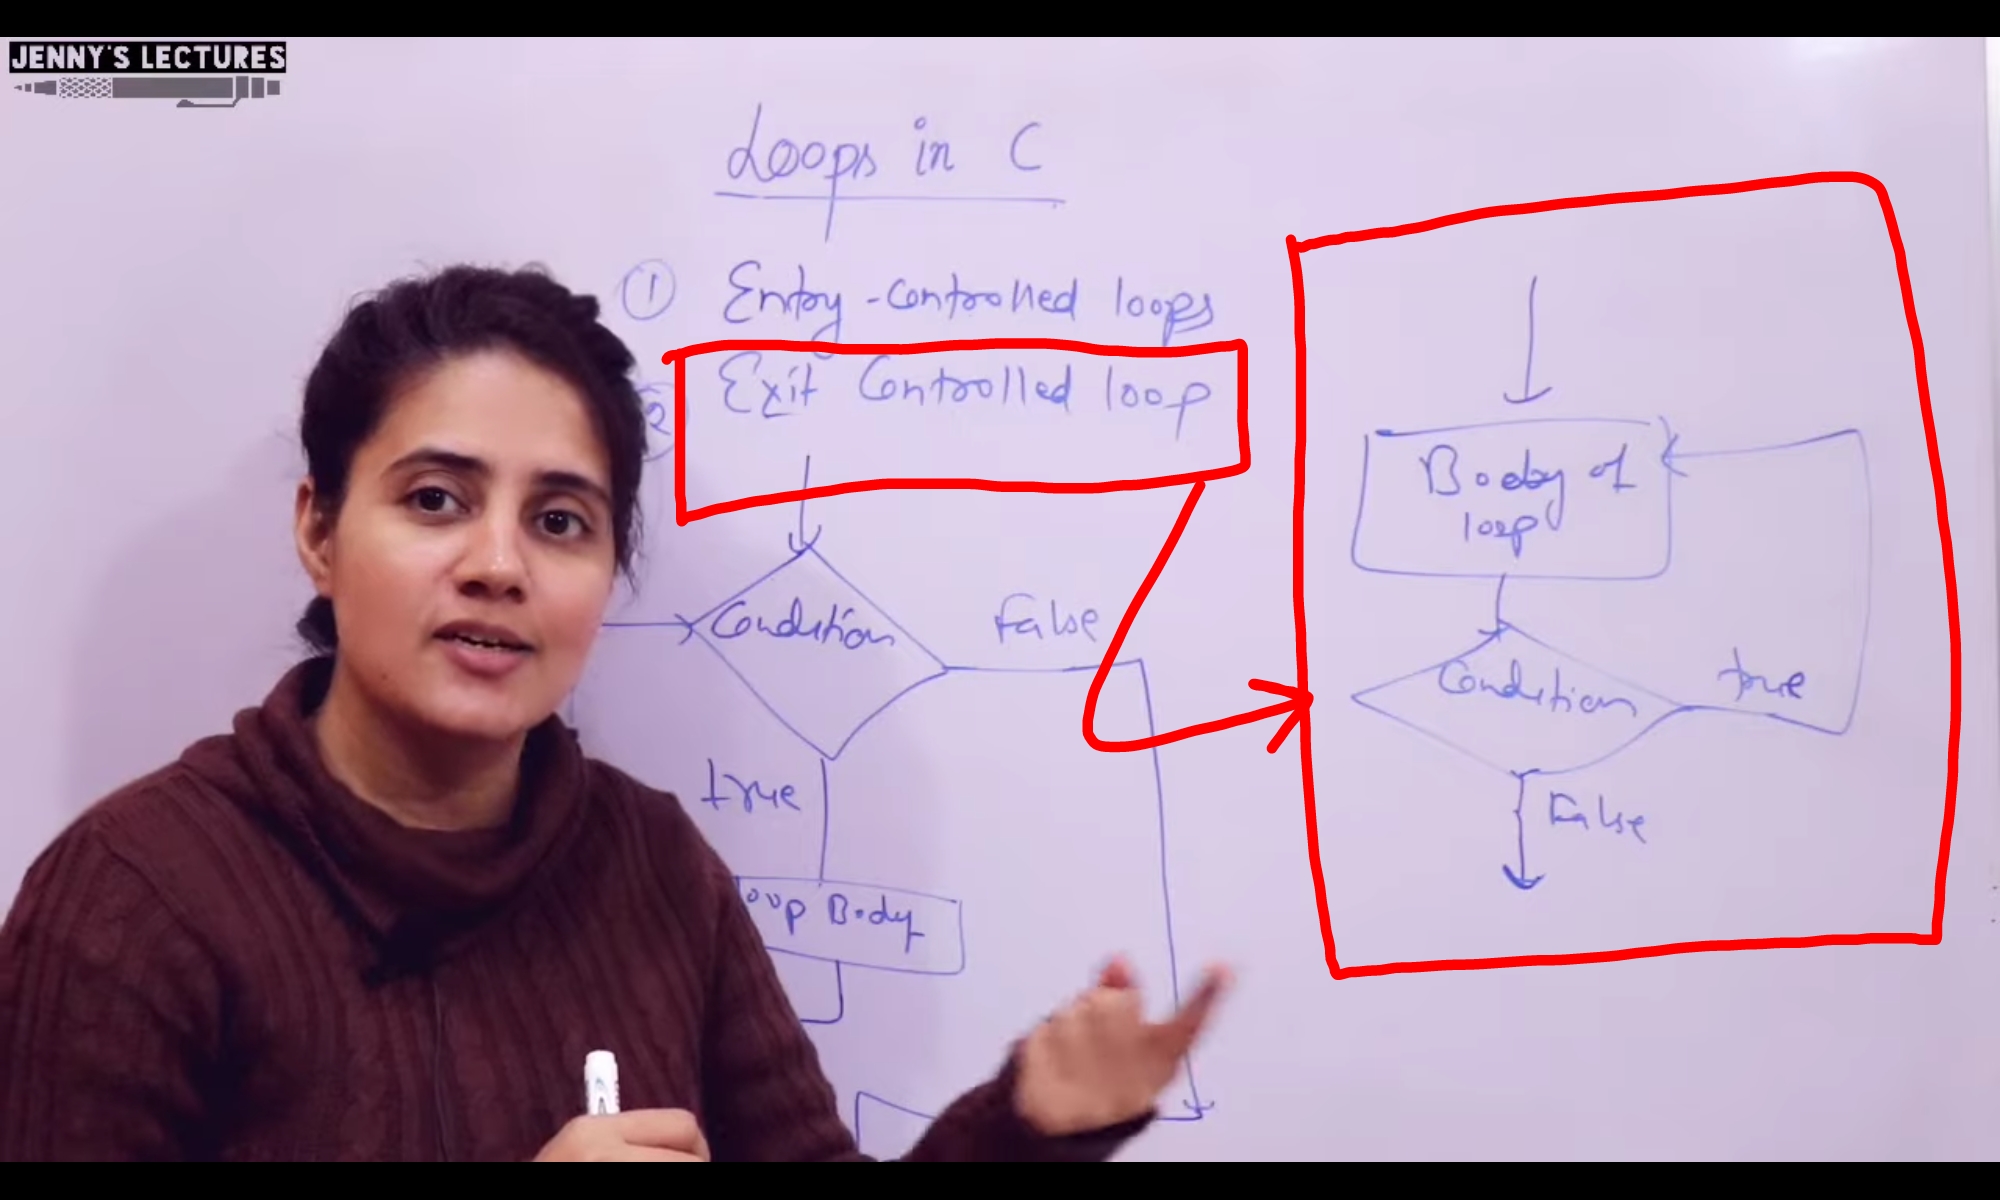 JENNY'S LECTURES
Loops in C
① Entry-controlled loops
② Exit Controlled loop
Condition
False
true
Loop Body
Body of
loop
Condition
true
False